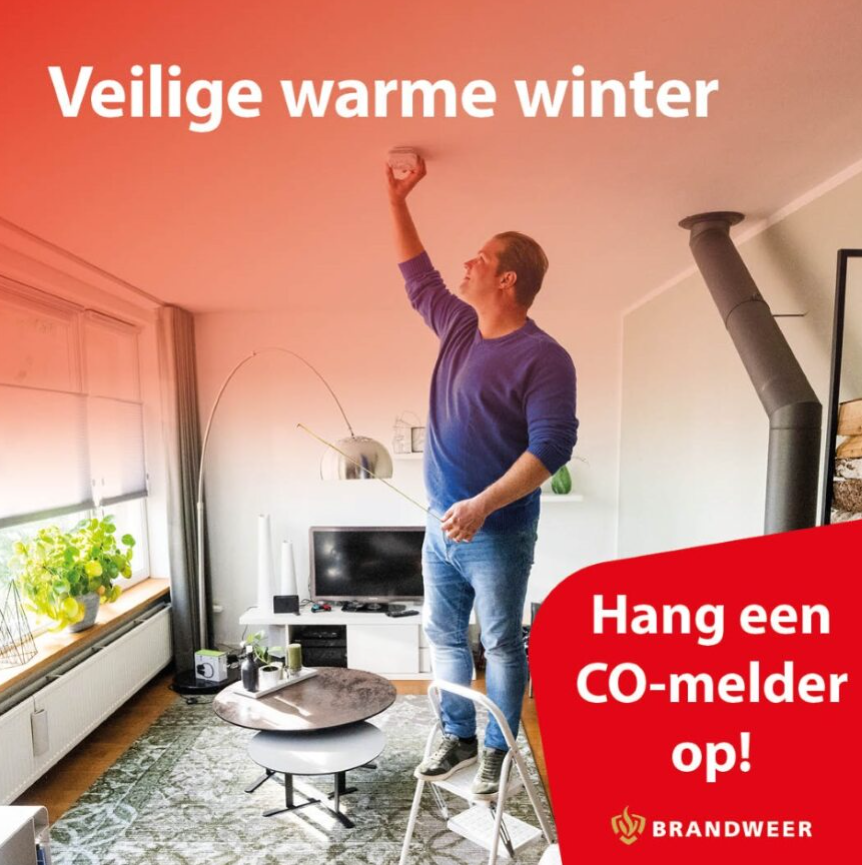 Veilige warme winter
Hang een
CO-melder
op!
BRANDWEER